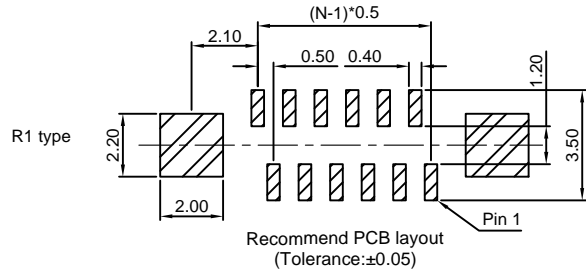 (N-1)*0.5
2.10
0.50
0.40
1.20
R1 type
2.20
3.50
2.00
Pin 1
Recommend PCB layout
(Tolerance:±0.05)